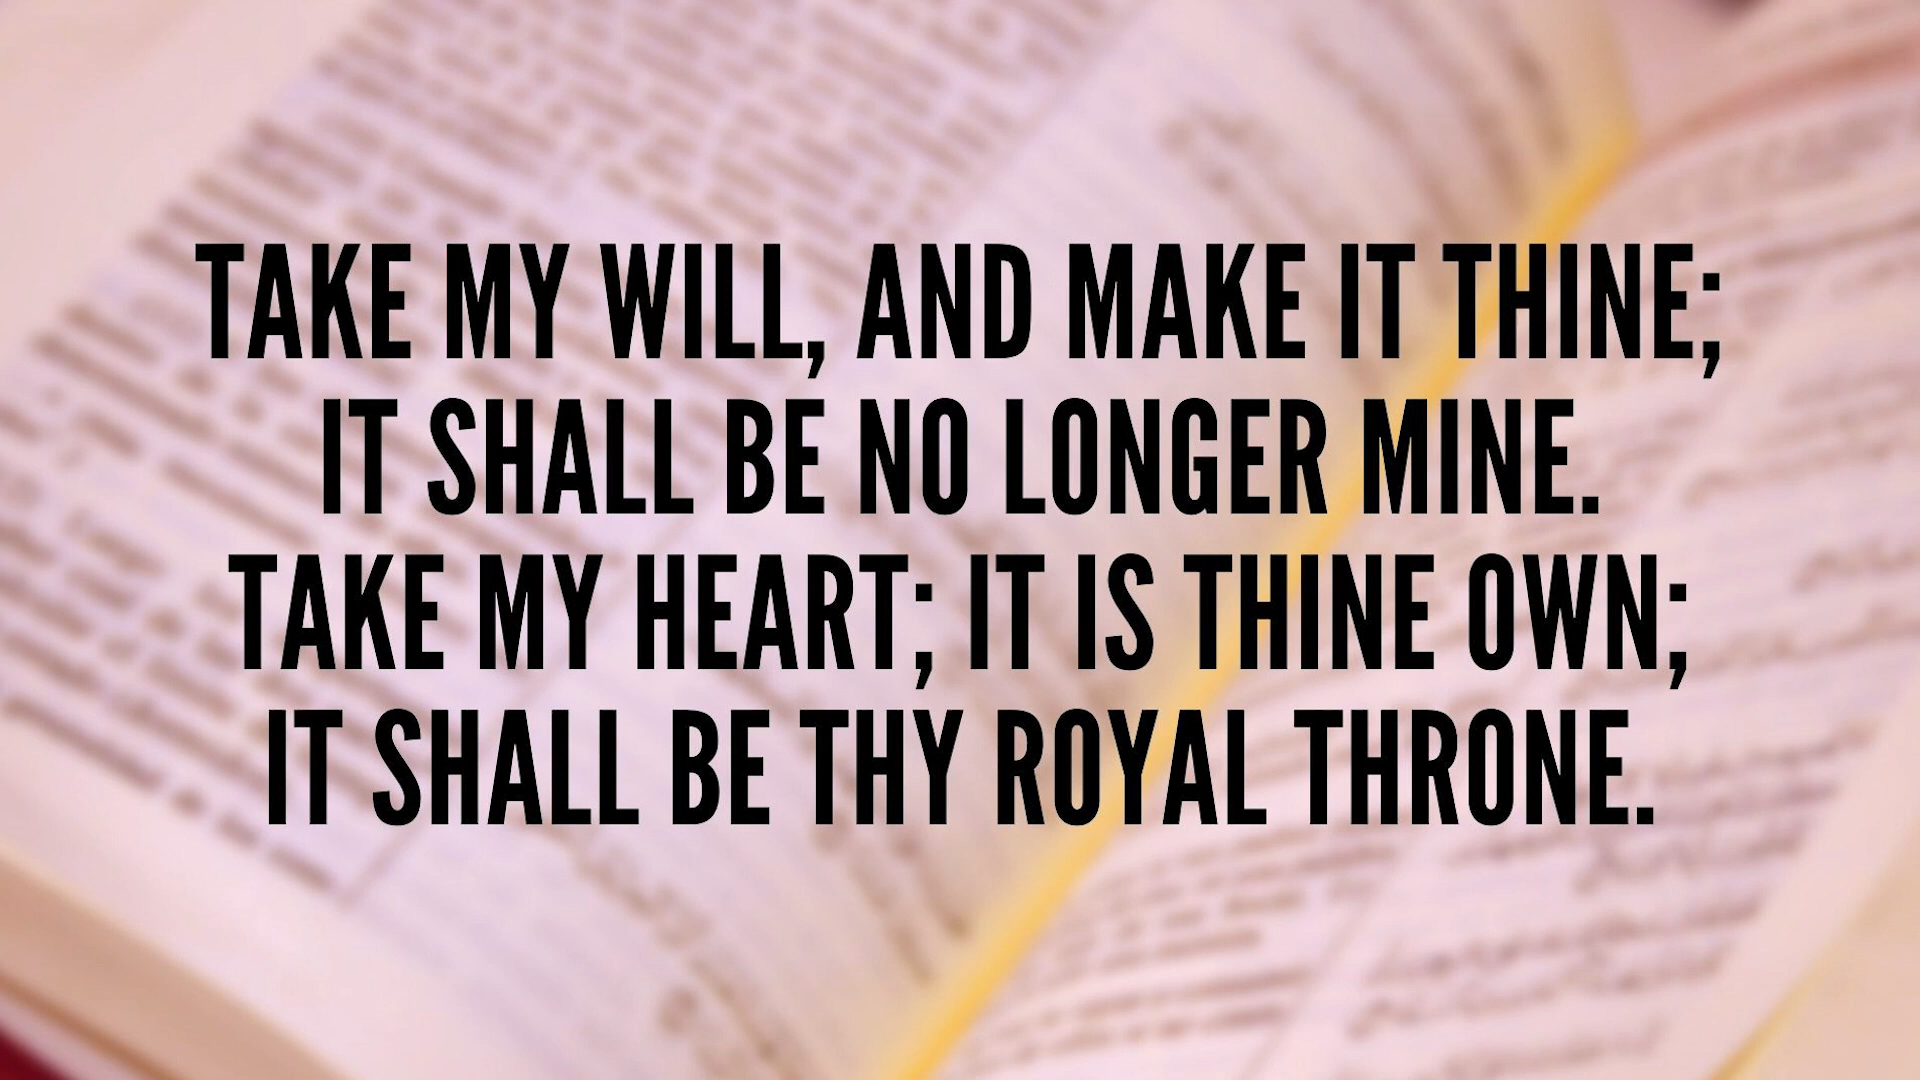 TAKE MY WILL, AND MAKE IT THINE;
IT SHALL BE NO LONGER MINE.
TAKE MY HEART; IT IS THINE OWN;
IT SHALL BE THY ROYAL THRONE.